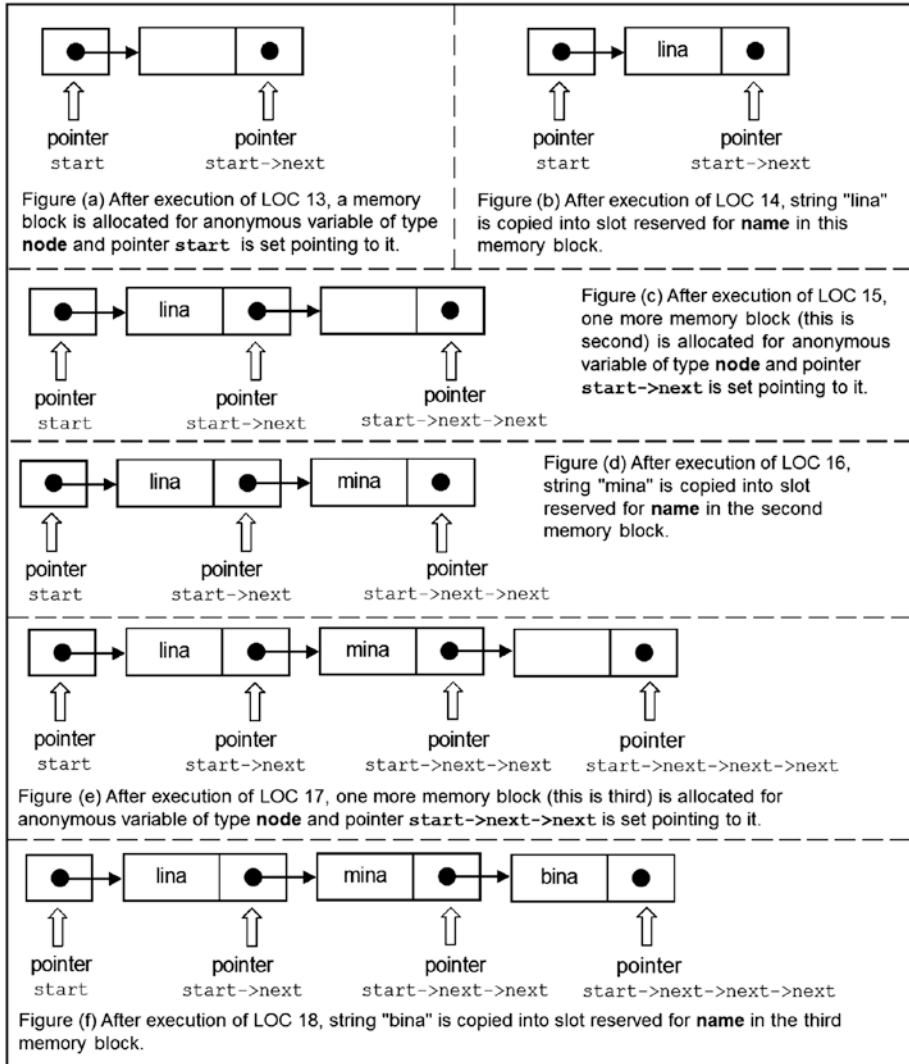 lina
pointer pointer
start start->next
Figure (a) After execution of LOC 13, a memory
block is allocated for anonymous variable of type
node and pointer start is set pointing to it.
pointer pointer
start start->next
Figure (b) After execution of LOC 14, string "lina"
is copied into slot reserved for name in this
memory block.
lina
pointer pointer pointer
start start->next start->next->next
Figure (c) After execution of LOC 15,
one more memory block (this is
second) is allocated for anonymous
variable of type node and pointer
start->next is set pointing to it.
lina mina
pointer pointer pointer
start start->next start->next->next
Figure (d) After execution of LOC 16,
string "mina" is copied into slot
reserved for name in the second
memory block.
lina mina
pointer pointer pointer pointer
start start->next start->next->next start->next->next->next
Figure (e) After execution of LOC 17, one more memory block (this is third) is allocated for
anonymous variable of type node and pointer start->next->next is set pointing to it.
lina mina bina
pointer pointer pointer pointer
start start->next start->next->next start->next->next->next
Figure (f) After execution of LOC 18, string "bina" is copied into slot reserved for name in the third
memory block.